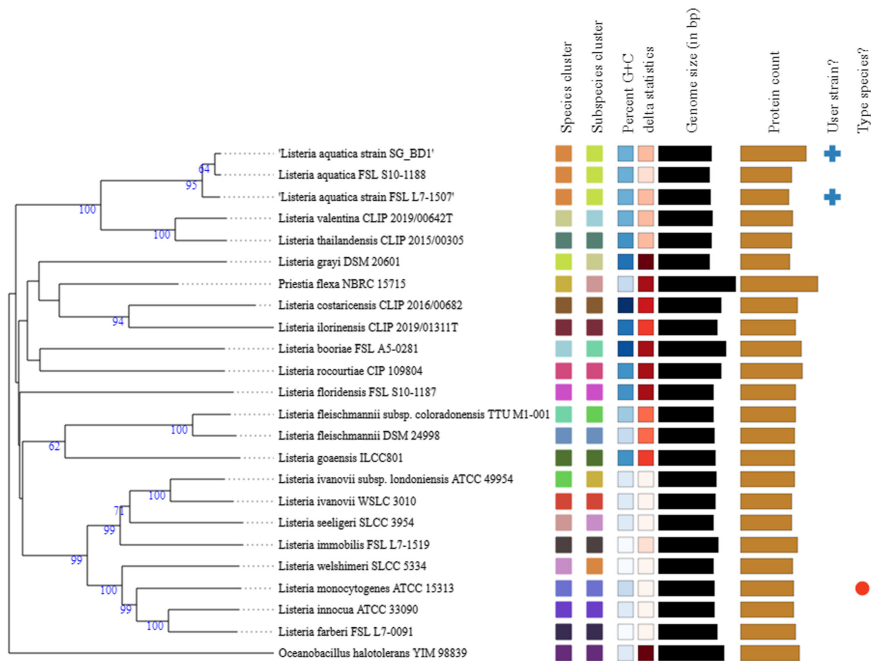 Species cluster
Subspecies cluster
Percent G+C
delta statistics
Genome size (in bp)
Protein count
User strain?
Type species?
'Listeria aquatica strain SG_BD1'
64
Listeria aquatica FSL S10-1188
95
'Listeria aquatica strain FSL L7-1507'
100
Listeria valentina CLIP 2019/00642T
100
Listeria thailandensis CLIP 2015/00305
Listeria grayi DSM 20601
Priestia flexa NBRC 15715
Listeria costaricensis CLIP 2016/00682
94
Listeria ilorinensis CLIP 2019/01311T
Listeria booriae FSL A5-0281
Listeria rocourtiae CIP 109804
Listeria floridensis FSL S10-1187
Listeria fleischmannii subsp. coloradonensis TTU M1-001
100
Listeria fleischmannii DSM 24998
62
Listeria goaensis ILCC801
Listeria ivanovii subsp. londoniensis ATCC 49954
100
Listeria ivanovii WSLC 3010
71
Listeria seeligeri SLCC 3954
99
Listeria immobilis FSL L7-1519
99
Listeria welshimeri SLCC 5334
100
Listeria monocytogenes ATCC 15313
99
Listeria innocua ATCC 33090
100
Listeria farberi FSL L7-0091
Oceanobacillus halotolerans YIM 98839